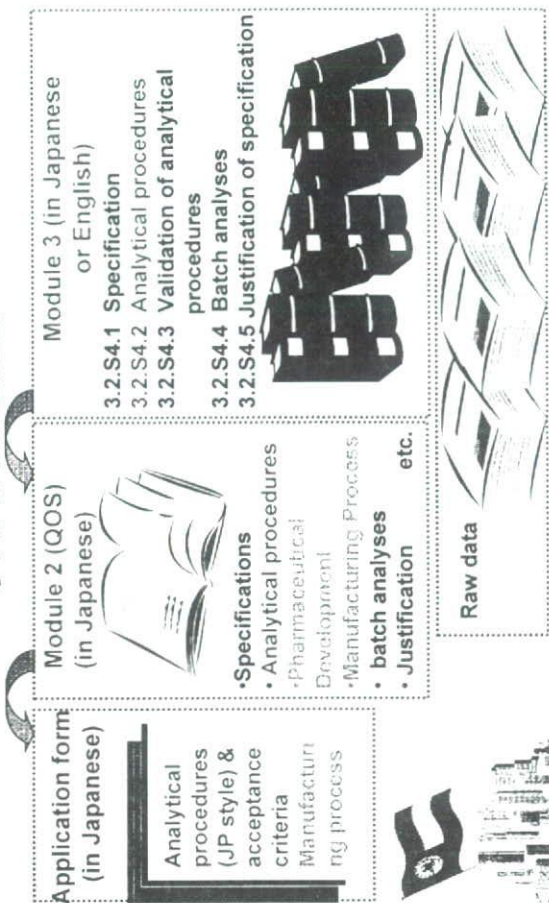 Application form
(in Japanese)
Analytical
procedures
(JP style) &
acceptance
criteria
Manufacturi
ng process
Module 2 (QOS)
(in Japanese)
•Specifications
• Analytical procedures
•Pharmaceutical
Development
•Manufacturing Process
• batch analyses etc.
• Justification
Module 3 (in Japanese
or English)
3.2.S4.1 Specification
3.2.S4.2 Analytical procedures
3.2.S4.3 Validation of analytical
procedures
3.2.S4.4 Batch analyses
3.2.S4.5 Justification of specification
Raw data